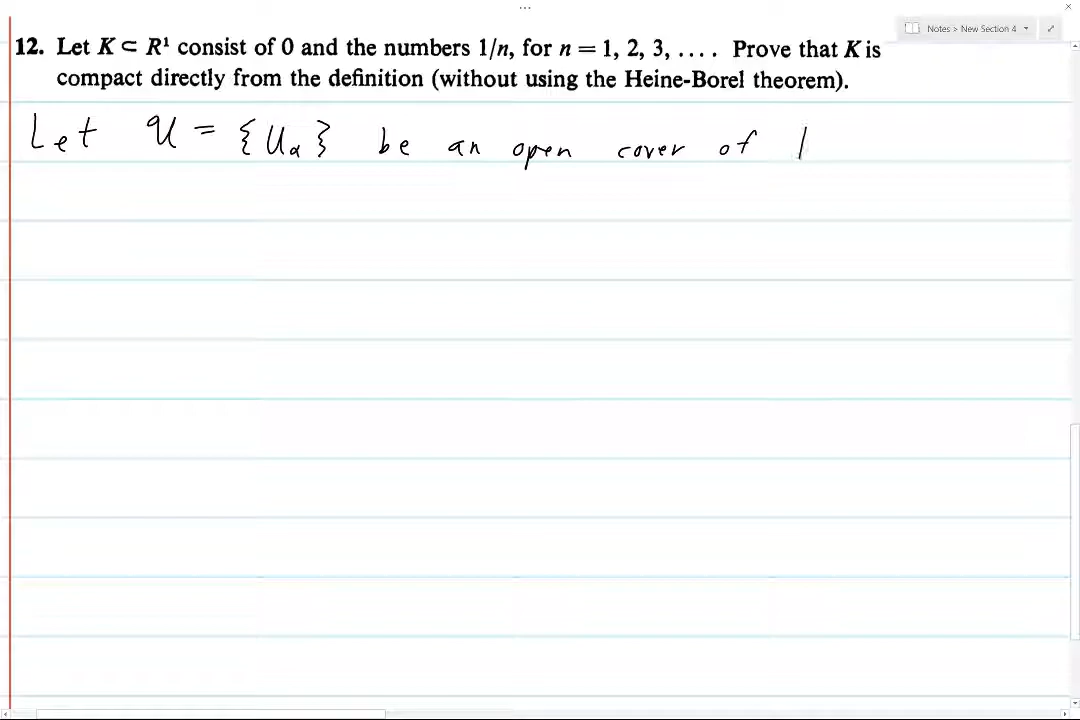 Notes > New Section 4
12. Let K ⊂ R¹ consist of 0 and the numbers 1/n, for n = 1, 2, 3, .... Prove that K is
compact directly from the definition (without using the Heine-Borel theorem).
Let 𝒰 = {U_α} be an open cover of